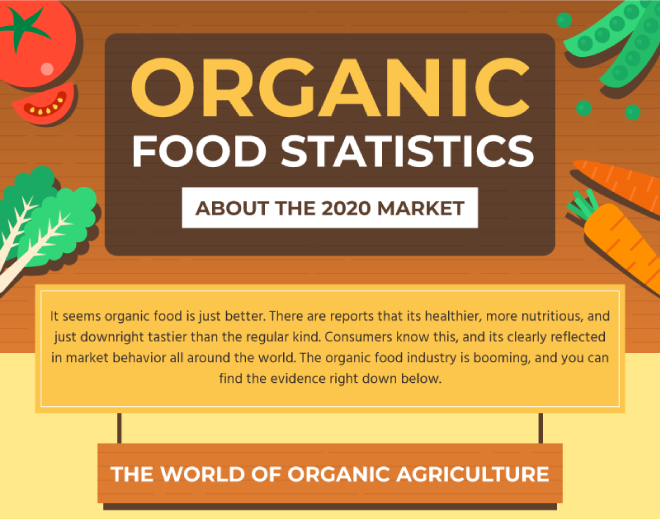 ORGANIC
FOOD STATISTICS
ABOUT THE 2020 MARKET
It seems organic food is just better. There are reports that its healthier, more nutritious, and
just downright tastier than the regular kind. Consumers know this, and its clearly reflected
in market behavior all around the world. The organic food industry is booming, and you can
find the evidence right down below.
THE WORLD OF ORGANIC AGRICULTURE